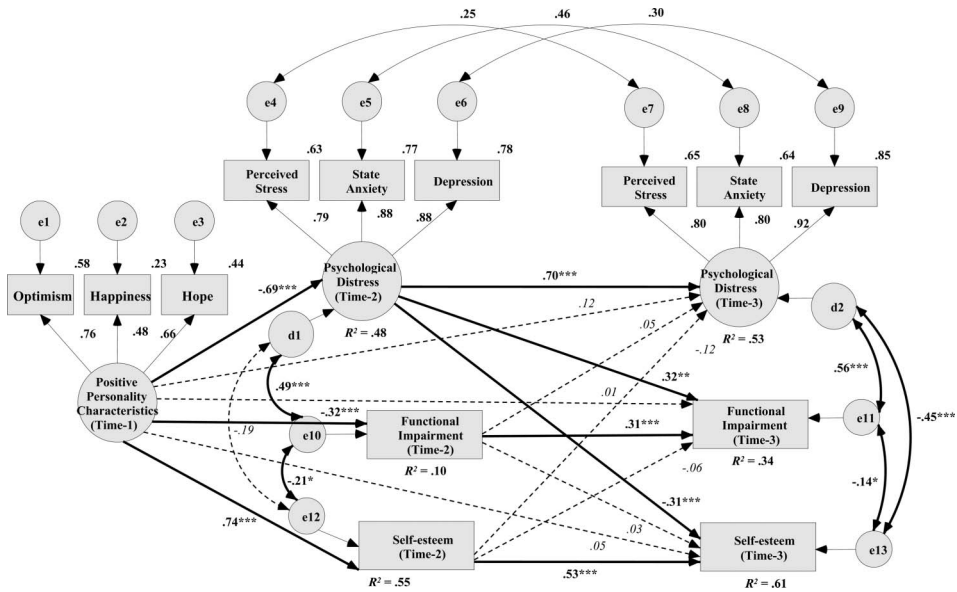 .25
.46
.30
e4
e5
e6
e7
e8
e9
.63
.77
.78
.65
.64
.85
Perceived
Stress
State
Anxiety
Depression
Perceived
Stress
State
Anxiety
Depression
e1
e2
e3
.79
.88
.88
.80
.80
.92
.58
.23
.44
Optimism
Happiness
Hope
Psychological
Distress
(Time-2)
Psychological
Distress
(Time-3)
-.69***
.70***
.12
.05
-.12
.76
.48
.66
d1
R² = .48
R² = .53
d2
Positive
Personality
Characteristics
(Time-1)
.49***
.32**
.56***
.01
-.32***
-.19
e10
Functional
Impairment
(Time-2)
.31***
Functional
Impairment
(Time-3)
e11
-.45***
R² = .10
R² = .34
-.06
-.21*
-.14*
e12
-.31***
.74***
.03
.05
Self-esteem
(Time-2)
Self-esteem
(Time-3)
e13
.53***
R² = .55
R² = .61